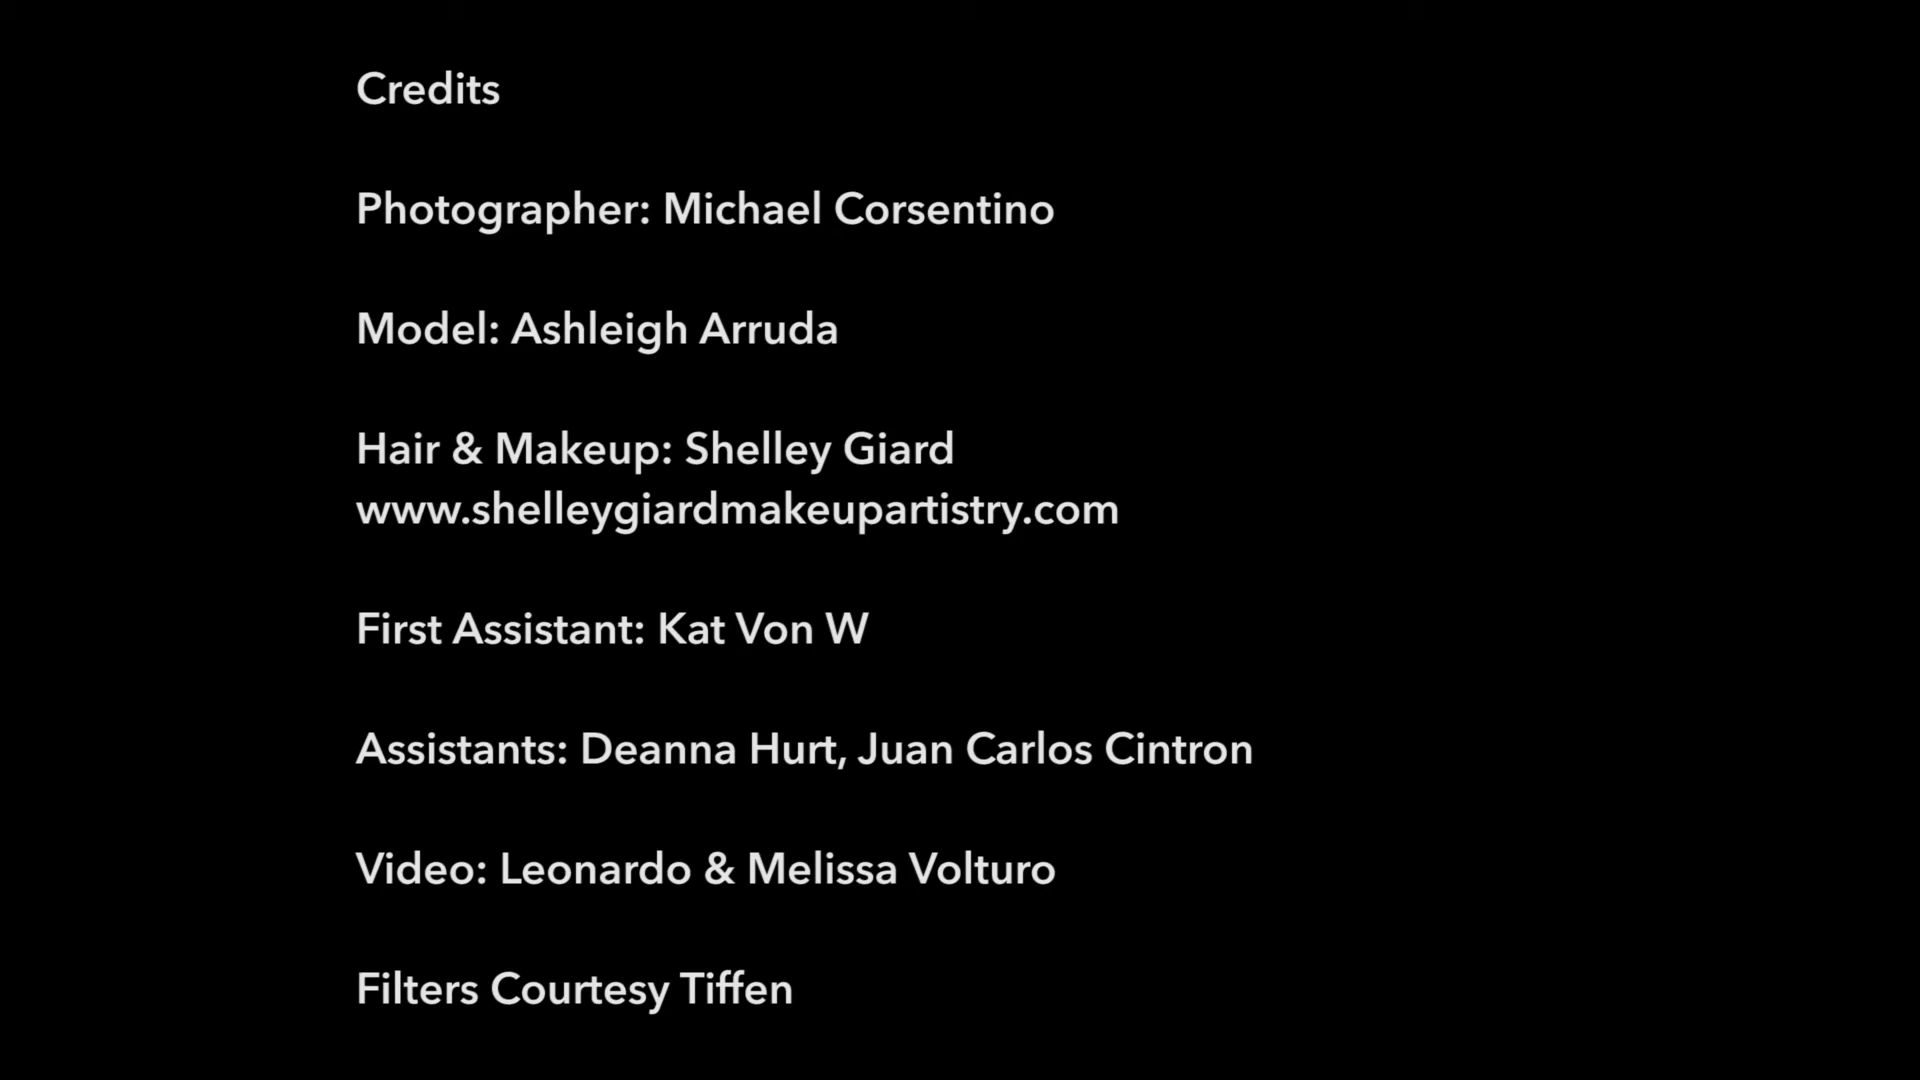 Credits
Photographer: Michael Corsentino
Model: Ashleigh Arruda
Hair & Makeup: Shelley Giard
www.shelleygiardmakeupartistry.com
First Assistant: Kat Von W
Assistants: Deanna Hurt, Juan Carlos Cintron
Video: Leonardo & Melissa Volturo
Filters Courtesy Tiffen